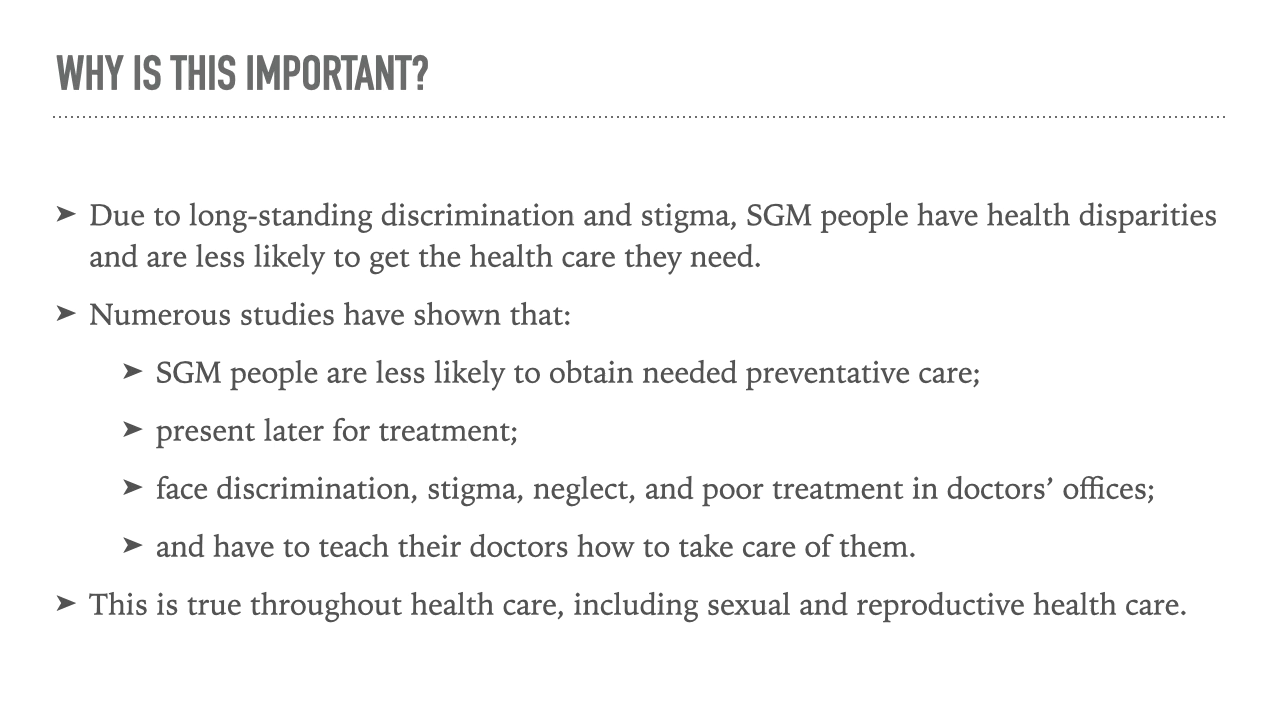 WHY IS THIS IMPORTANT?
➤ Due to long-standing discrimination and stigma, SGM people have health disparities
and are less likely to get the health care they need.
➤ Numerous studies have shown that:
➤ SGM people are less likely to obtain needed preventative care;
➤ present later for treatment;
➤ face discrimination, stigma, neglect, and poor treatment in doctors’ offices;
➤ and have to teach their doctors how to take care of them.
➤ This is true throughout health care, including sexual and reproductive health care.